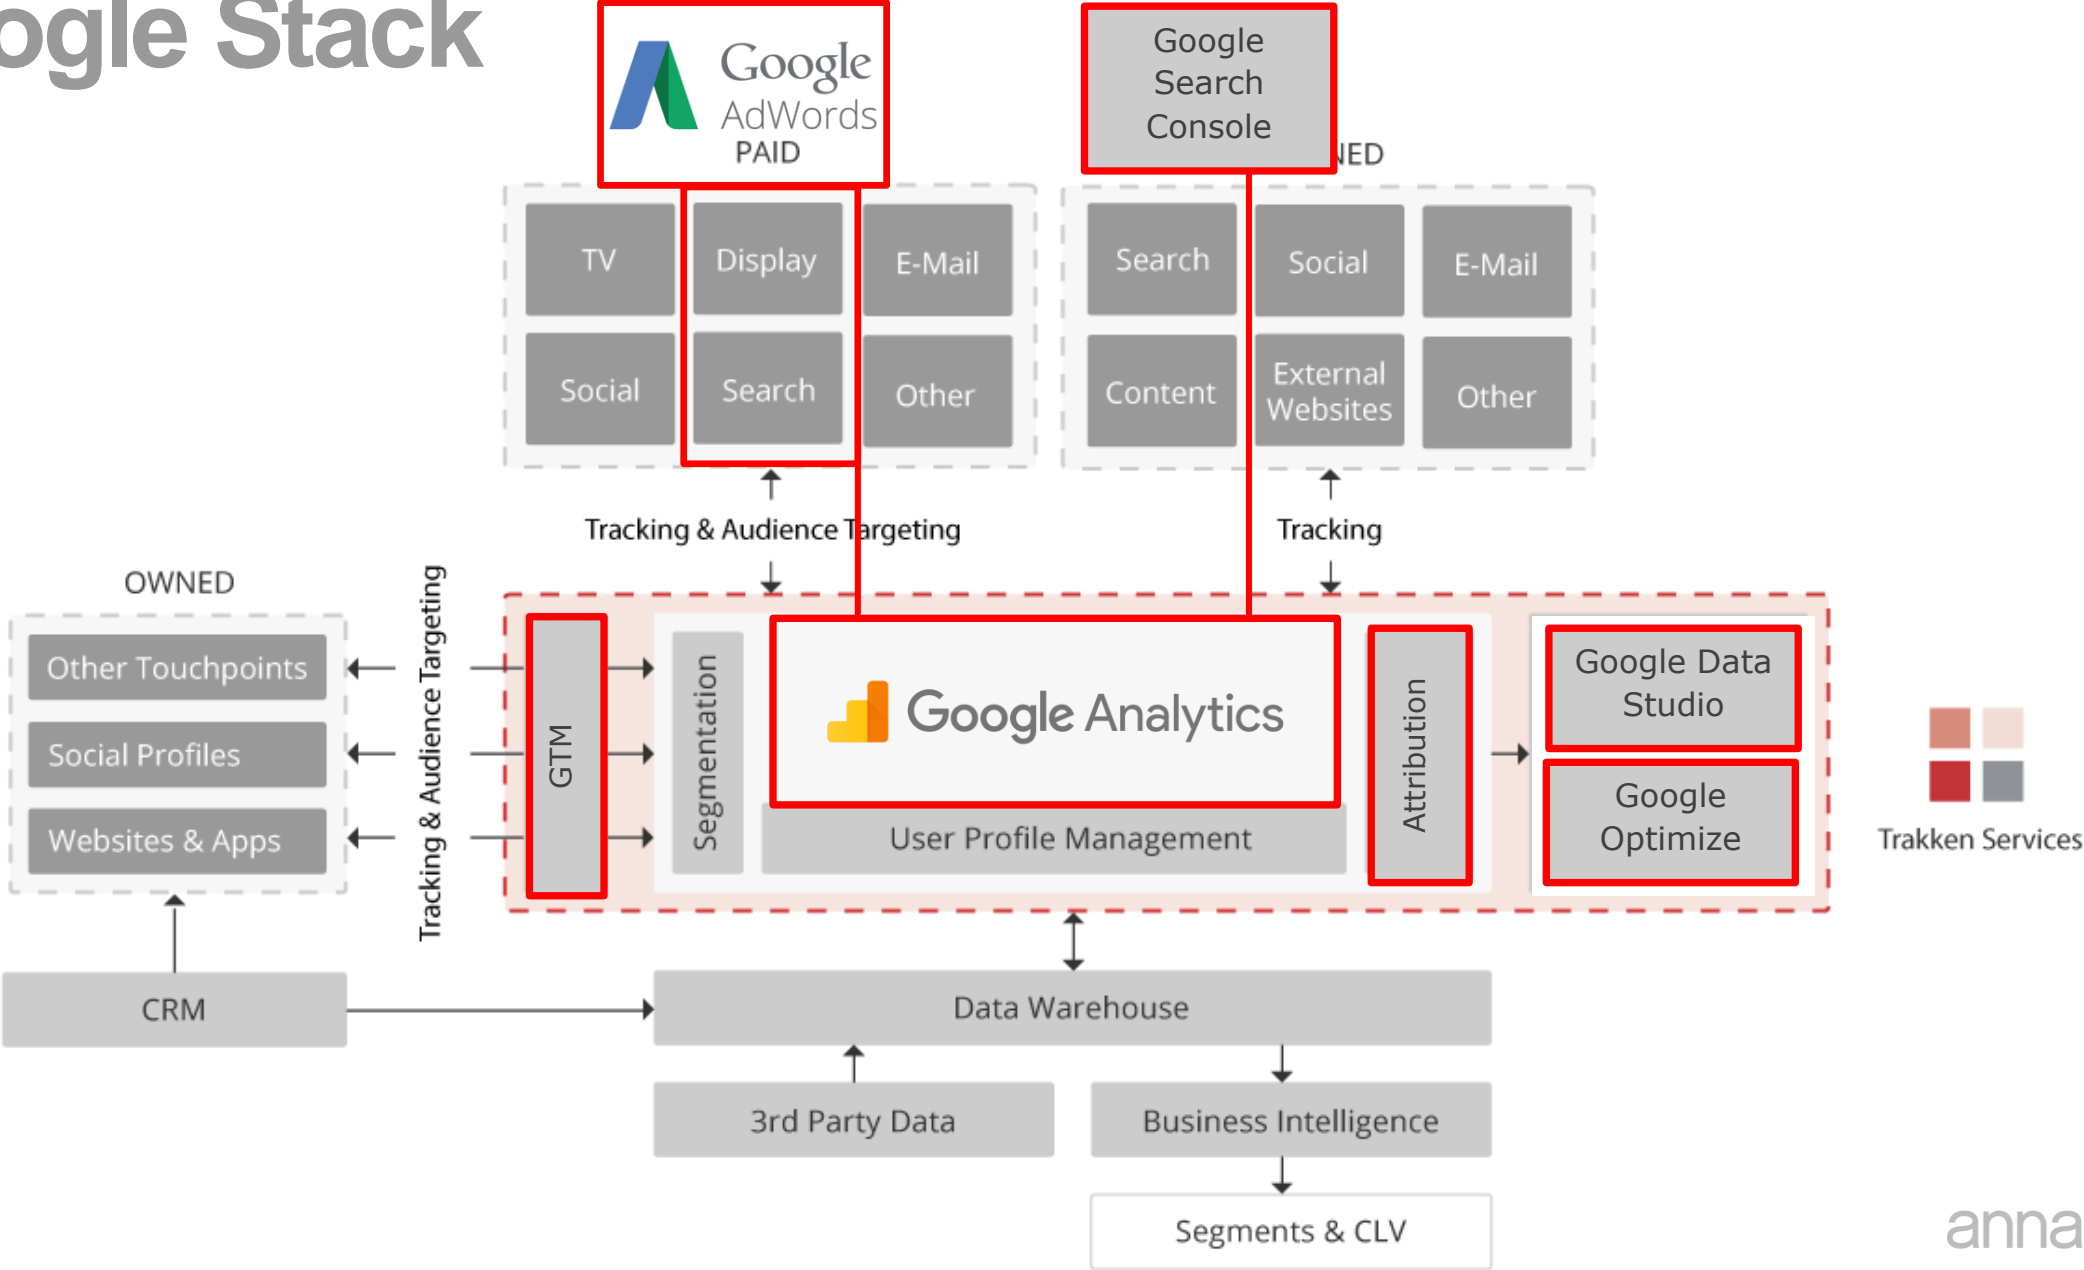 ogle Stack
Google
AdWords
PAID
Google
Search
Console
NED
TV
Display
E-Mail
Social
Search
Other
Search
Social
E-Mail
Content
External
Websites
Other
Tracking & Audience Targeting
Tracking
OWNED
Other Touchpoints
Social Profiles
Websites & Apps
Tracking & Audience Targeting
GTM
Segmentation
Google Analytics
User Profile Management
Attribution
Google Data
Studio
Google
Optimize
Trakken Services
CRM
Data Warehouse
3rd Party Data
Business Intelligence
Segments & CLV
anna